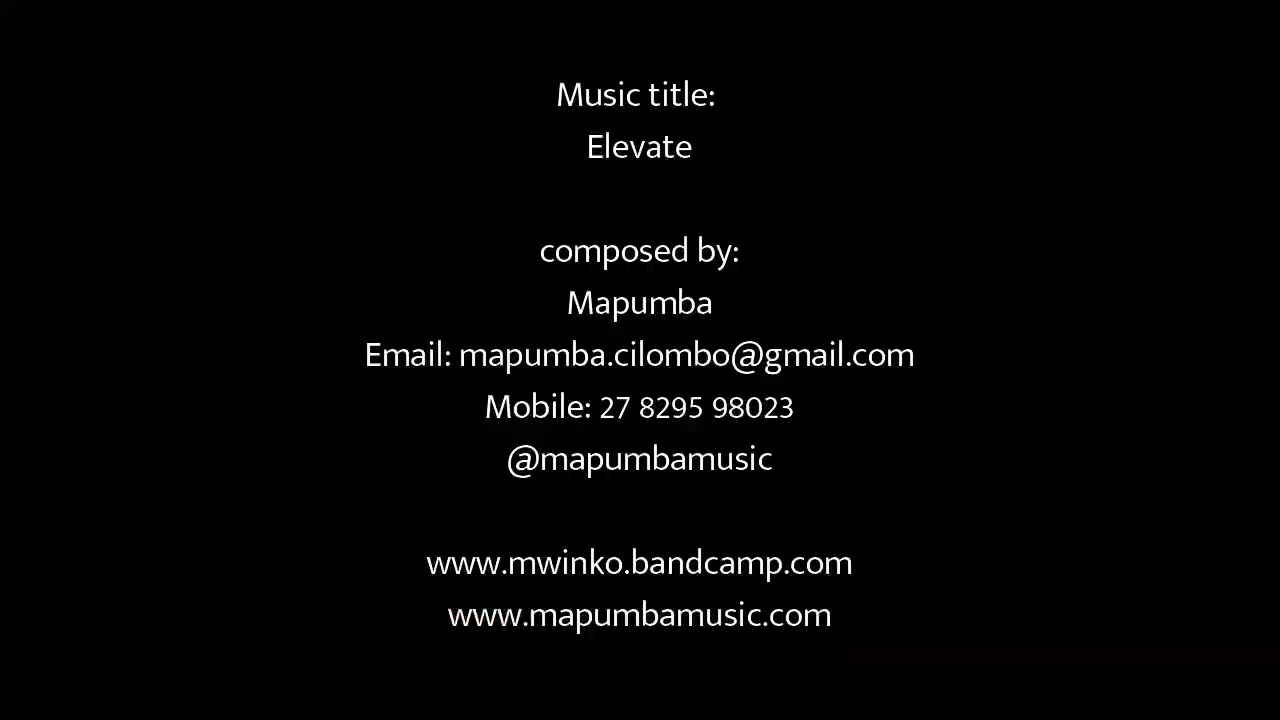 Music title:
Elevate
composed by:
Mapumba
Email: mapumba.cilombo@gmail.com
Mobile: 27 8295 98023
@mapumbamusic
www.mwinko.bandcamp.com
www.mapumbamusic.com